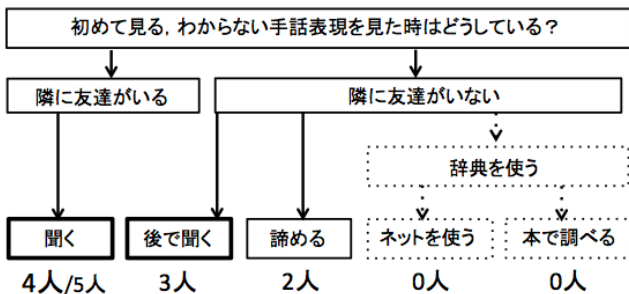 初めて見る，わからない手話表現を見た時はどうしている？
隣に友達がいる
隣に友達がいない
辞典を使う
聞く
後で聞く
諦める
ネットを使う
本で調べる
4人/5人
3人
2人
0人
0人